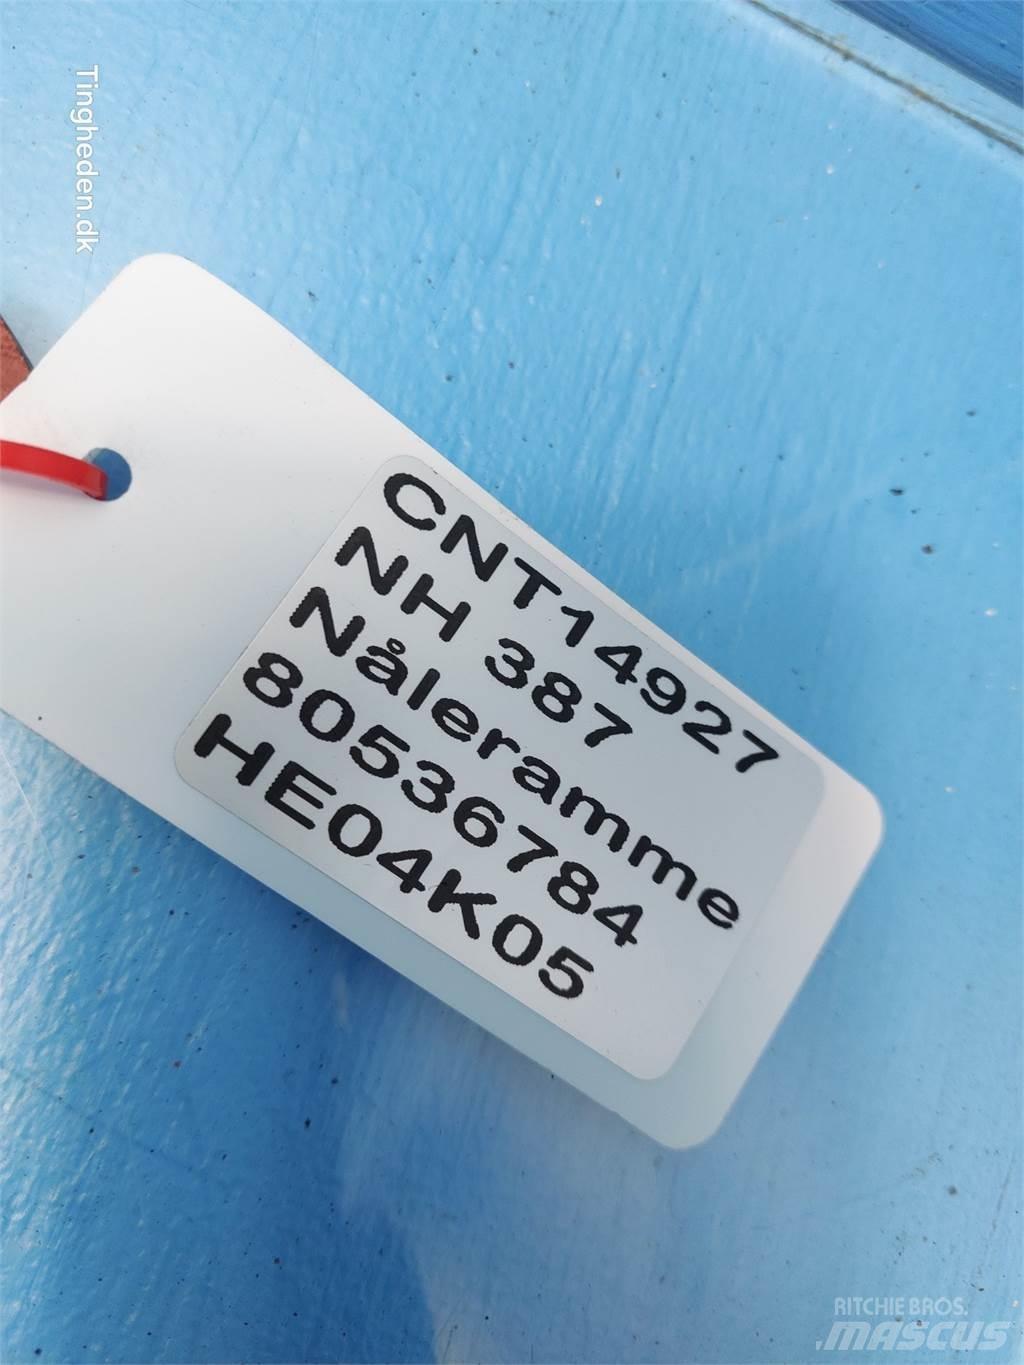 Tingheden.dk
CNT14927
NH 387
Nåleramme
80536784
HE04K05
RITCHIE BROS.
MASCUS